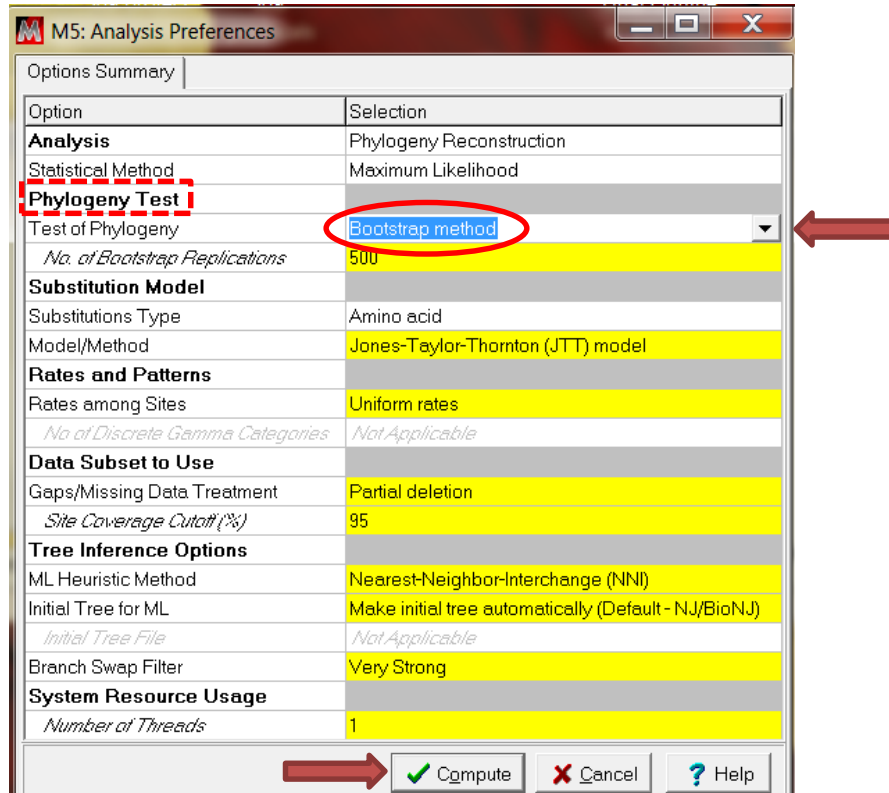 M5: Analysis Preferences
Options Summary
Option Selection
Analysis Phylogeny Reconstruction
Statistical Method Maximum Likelihood
Phylogeny Test
Test of Phylogeny Bootstrap method
No. of Bootstrap Replications 500
Substitution Model
Substitutions Type Amino acid
Model/Method Jones-Taylor-Thornton (JTT) model
Rates and Patterns
Rates among Sites Uniform rates
No of Discrete Gamma Categories Not Applicable
Data Subset to Use
Gaps/Missing Data Treatment Partial deletion
Site Coverage Cutoff (%) 95
Tree Inference Options
ML Heuristic Method Nearest-Neighbor-Interchange (NNI)
Initial Tree for ML Make initial tree automatically (Default - NJ/BioNJ)
Initial Tree File Not Applicable
Branch Swap Filter Very Strong
System Resource Usage
Number of Threads 1
Compute Cancel ? Help